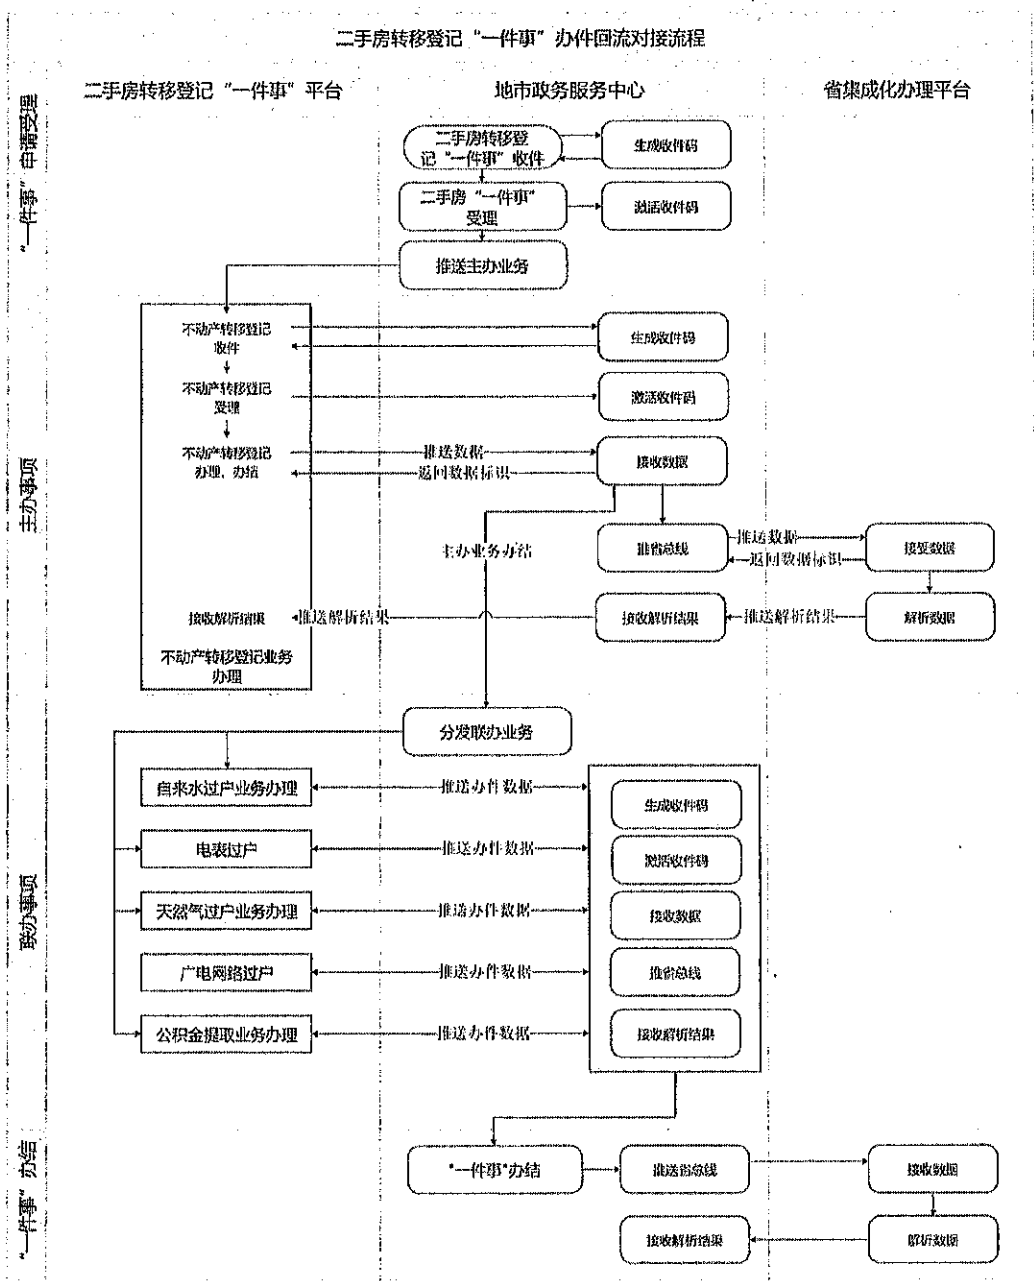 二手房转移登记“一件事”办件回流对接流程
二手房转移登记“一件事”平台
地市政务服务中心
省集成化办理平台
“一件事”申请受理
二手房转移登
记“一件事”收件
生成收件码
二手房“一件事”
受理
激活收件码
推送主办业务
主办事项
不动产转移登记
收件
生成收件码
不动产转移登记
受理
激活收件码
不动产转移登记
办理、办结
推送数据
返回数据标识
接收数据
主办业务办结
推省总线
推送数据
返回数据标识
接受数据
接收解析结果
推送解析结果
接收解析结果
推送解析结果
解析数据
不动产转移登记业务
办理
联办事项
分发联办业务
自来水过户业务办理
推送办件数据
生成收件码
电表过户
推送办件数据
激活收件码
天然气过户业务办理
推送办件数据
接收数据
广电网络过户
推送办件数据
推省总线
公积金提取业务办理
推送办件数据
接收解析结果
“一件事”办结
“一件事”办结
推送省总线
接收数据
接收解析结果
解析数据